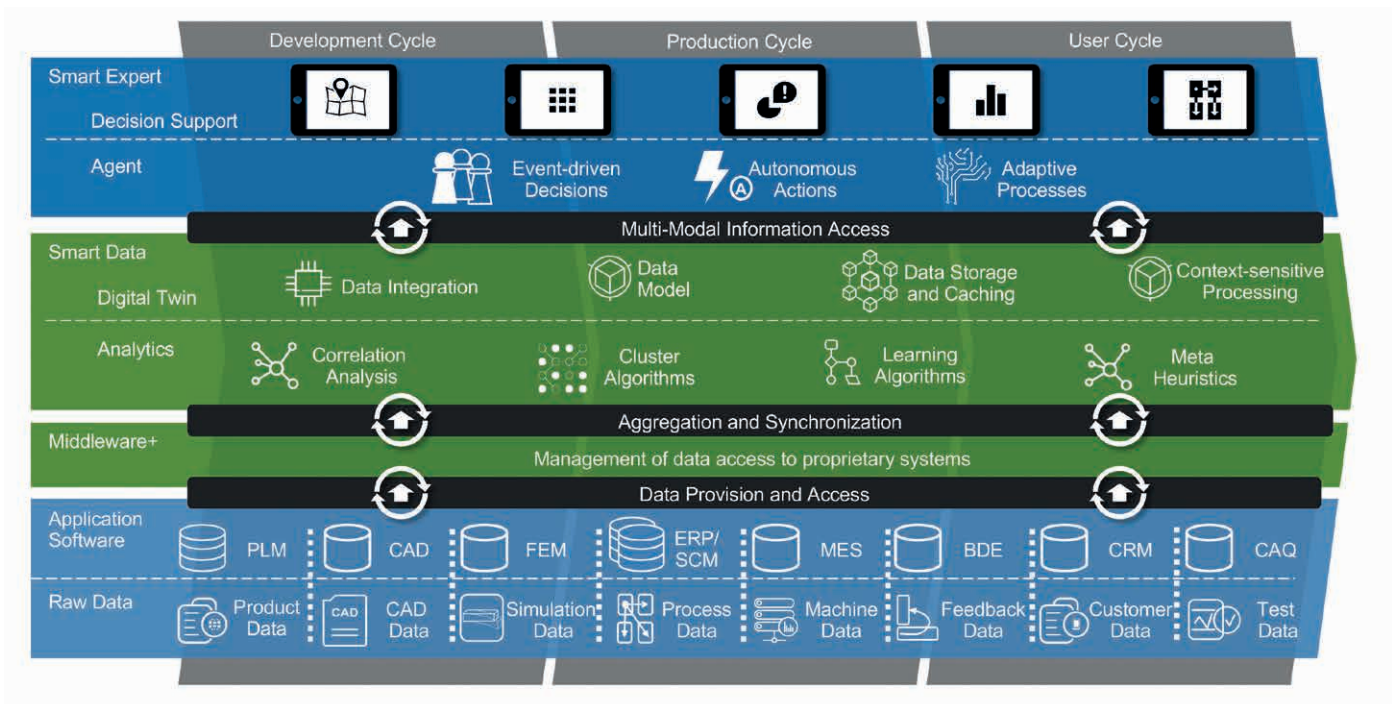 Development Cycle
Production Cycle
User Cycle
Smart Expert
Decision Support
Agent
Event-driven
Decisions
A
Autonomous
Actions
Adaptive
Processes
Multi-Modal Information Access
Smart Data
Digital Twin
Data Integration
Data
Model
Data Storage
and Caching
Context-sensitive
Processing
Analytics
Correlation
Analysis
Cluster
Algorithms
Learning
Algorithms
Meta
Heuristics
Aggregation and Synchronization
Middleware+
Management of data access to proprietary systems
Data Provision and Access
Application
Software
PLM
CAD
FEM
ERP/
SCM
MES
BDE
CRM
CAQ
Raw Data
Product
Data
CAD
CAD
Data
Simulation
Data
Process
Data
Machine
Data
Feedback
Data
Customer
Data
Test
Data